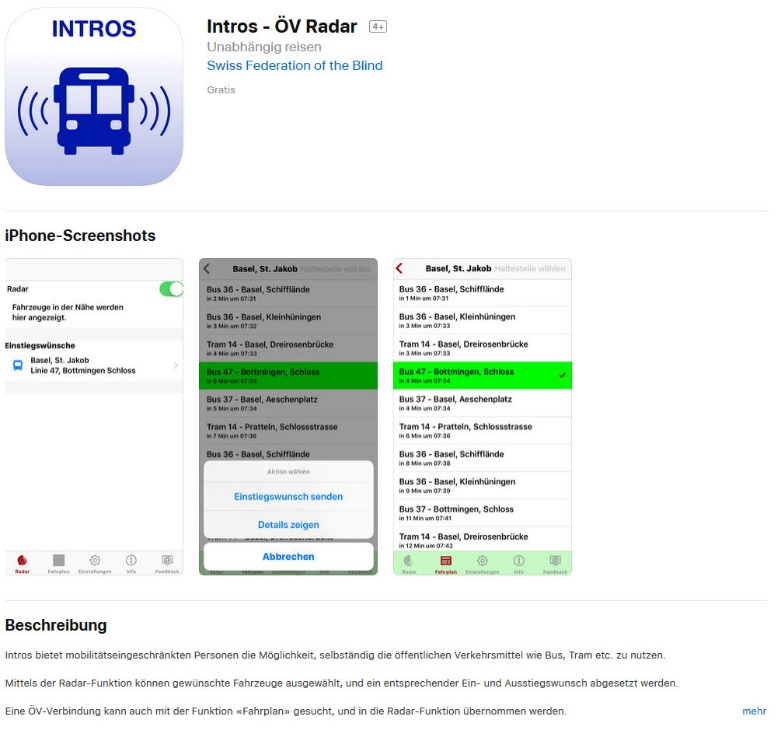 INTROS
Intros - ÖV Radar 4+
Unabhängig reisen
Swiss Federation of the Blind
Gratis
iPhone-Screenshots
Radar
Fahrzeuge in der Nähe werden
hier angezeigt.
Einstiegswünsche
Basel, St. Jakob
Linie 47, Bottmingen Schloss
Radar Fahrplan Einstellungen Info Feedback
Basel, St. Jakob Haltestelle wählen
Bus 36 - Basel, Schifflände
in 2 Min um 07:31
Bus 36 - Basel, Kleinhüningen
in 3 Min um 07:32
Tram 14 - Basel, Dreirosenbrücke
in 4 Min um 07:33
Bus 47 - Bottmingen, Schloss
in 5 Min um 07:34
Bus 37 - Basel, Aeschenplatz
in 5 Min um 07:34
Tram 14 - Pratteln, Schlossstrasse
in 7 Min um 07:36
Bus 36 - Basel, Schifflände
Aktion wählen
Einstiegswunsch senden
Details zeigen
Abbrechen
Basel, St. Jakob Haltestelle wählen
Bus 36 - Basel, Schifflände
in 1 Min um 07:31
Bus 36 - Basel, Kleinhüningen
in 3 Min um 07:33
Tram 14 - Basel, Dreirosenbrücke
in 3 Min um 07:33
Bus 47 - Bottmingen, Schloss
in 4 Min um 07:34
Bus 37 - Basel, Aeschenplatz
in 4 Min um 07:34
Tram 14 - Pratteln, Schlossstrasse
in 6 Min um 07:36
Bus 36 - Basel, Schifflände
in 8 Min um 07:38
Bus 36 - Basel, Kleinhüningen
in 9 Min um 07:39
Bus 37 - Bottmingen, Schloss
in 11 Min um 07:41
Tram 14 - Basel, Dreirosenbrücke
in 12 Min um 07:42
Radar Fahrplan Einstellungen Info Feedback
Beschreibung
Intros bietet mobilitätseingeschränkten Personen die Möglichkeit, selbständig die öffentlichen Verkehrsmittel wie Bus, Tram etc. zu nutzen.
Mittels der Radar-Funktion können gewünschte Fahrzeuge ausgewählt, und ein entsprechender Ein- und Ausstiegswunsch abgesetzt werden.
Eine ÖV-Verbindung kann auch mit der Funktion «Fahrplan» gesucht, und in die Radar-Funktion übernommen werden. mehr